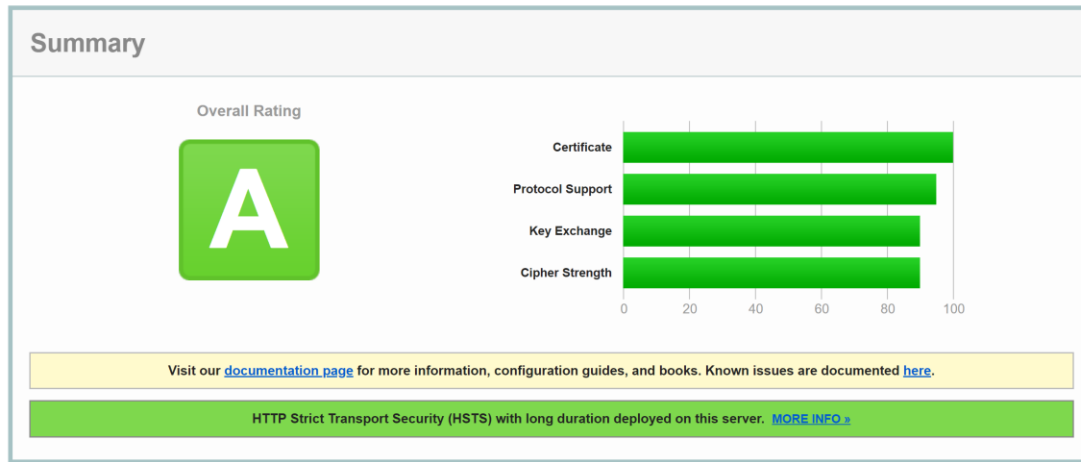 Summary
Overall Rating
A
Certificate
Protocol Support
Key Exchange
Cipher Strength
0 20 40 60 80 100
Visit our documentation page for more information, configuration guides, and books. Known issues are documented here.
HTTP Strict Transport Security (HSTS) with long duration deployed on this server. MORE INFO »